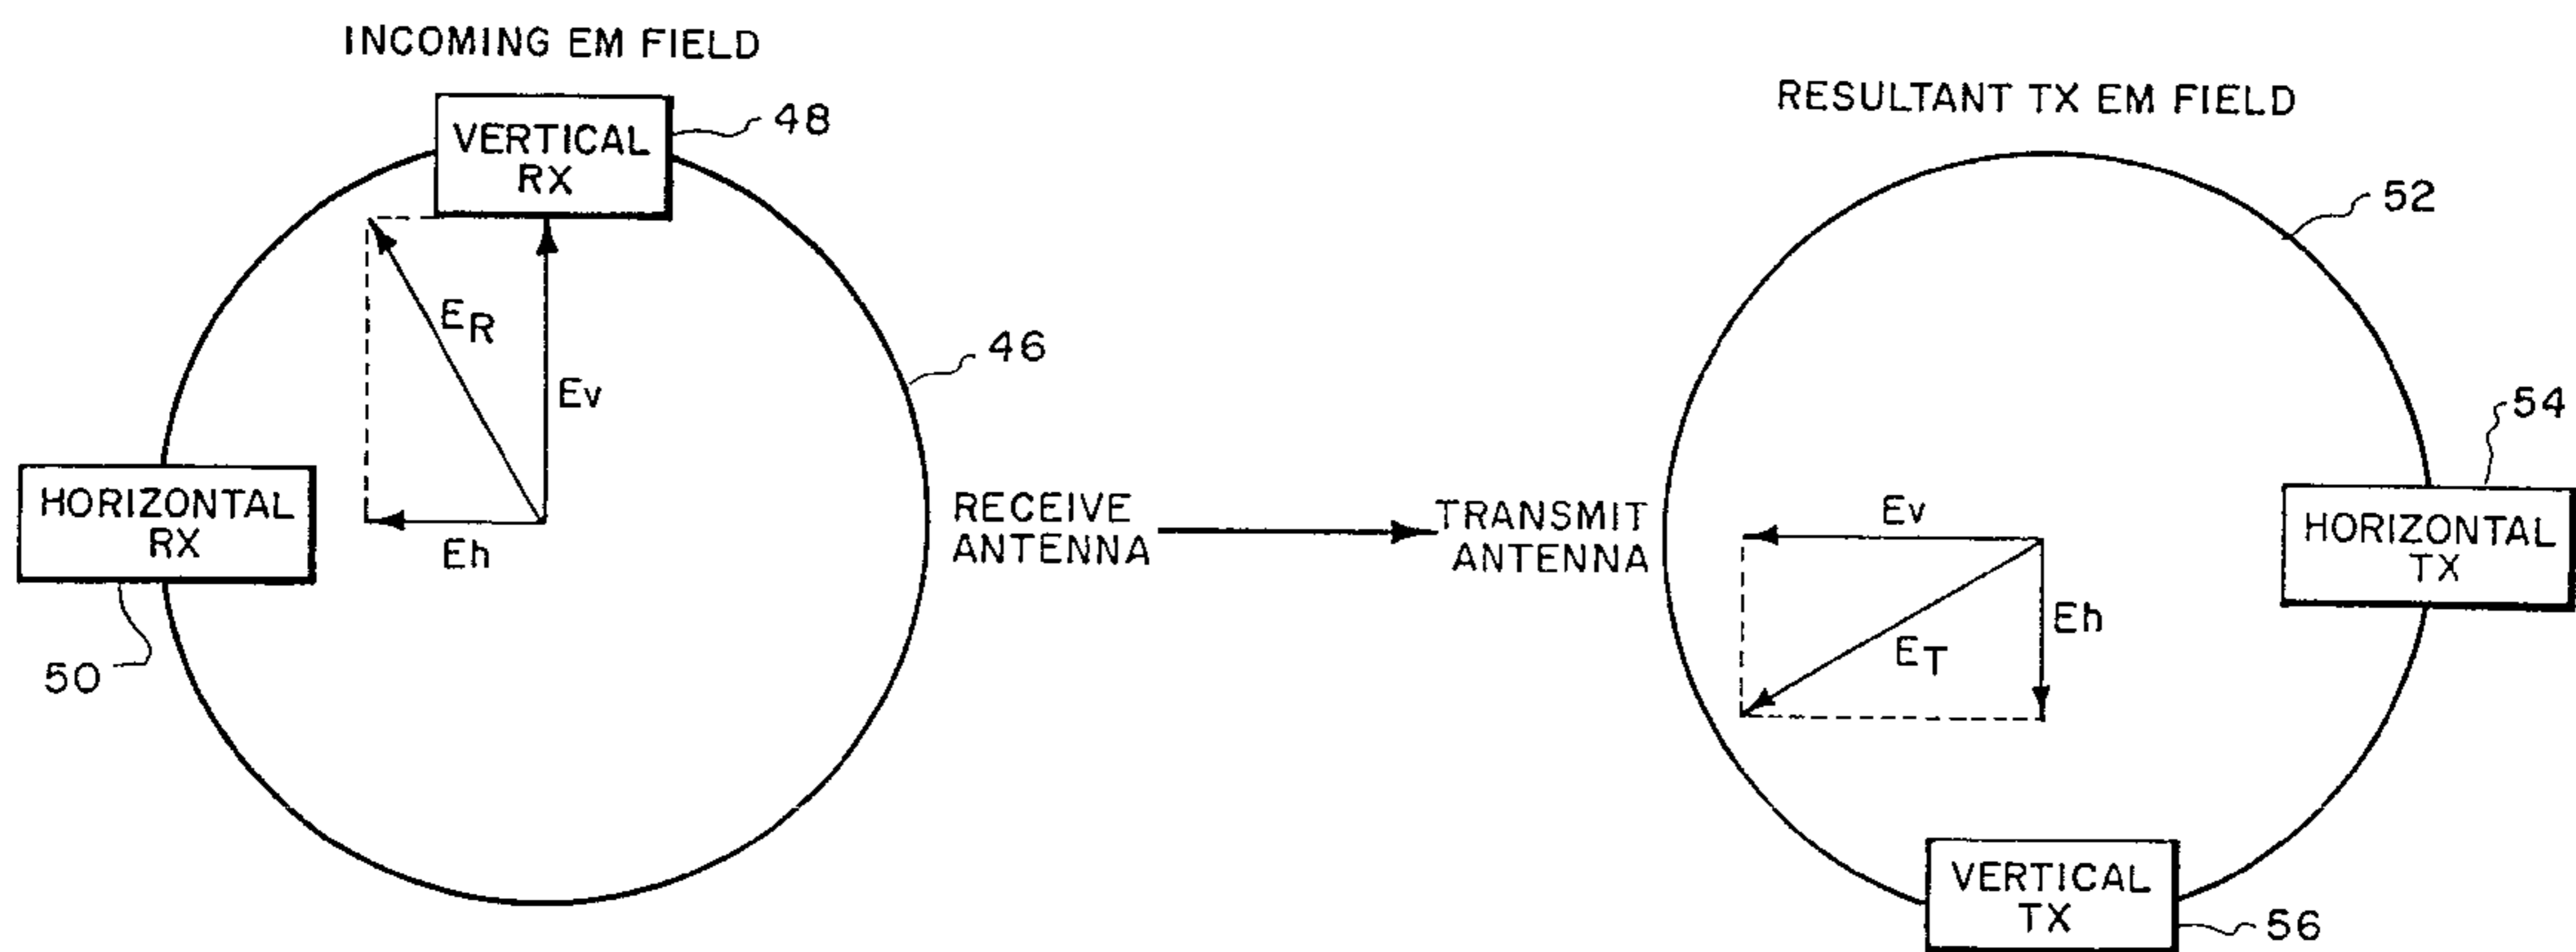 INCOMING EM FIELD
VERTICAL
RX
48
ER
Ev
Eh
46
HORIZONTAL
RX
50
RECEIVE
ANTENNA
TRANSMIT
ANTENNA
RESULTANT TX EM FIELD
52
54
Ev
Eh
ET
HORIZONTAL
TX
VERTICAL
TX
56